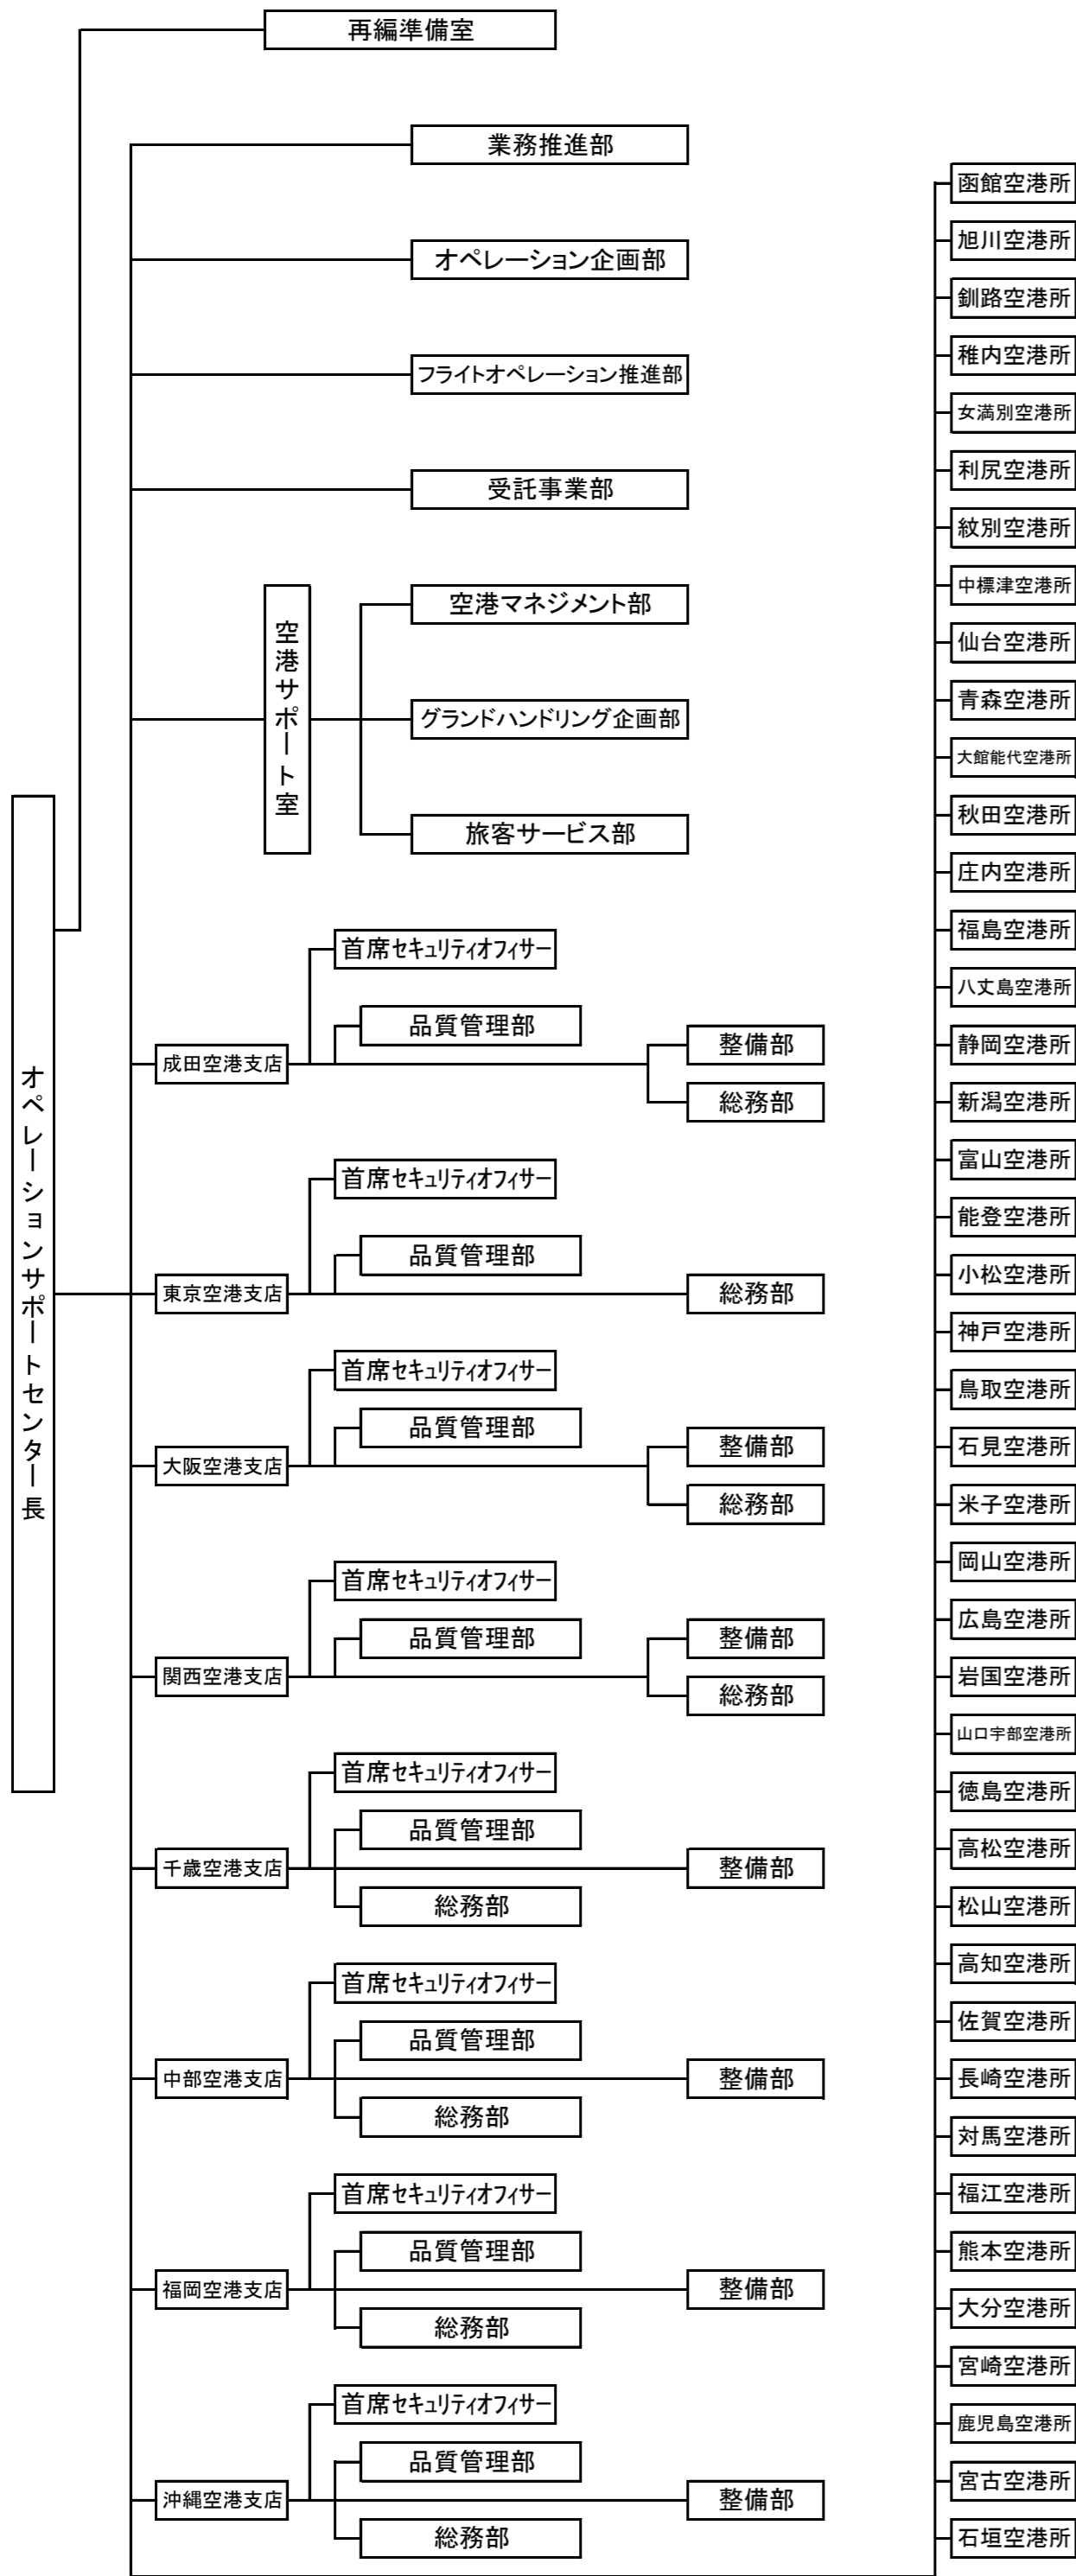 再編準備室
業務推進部
オペレーション企画部
フライトオペレーション推進部
受託事業部
空港サポート室
空港マネジメント部
グランドハンドリング企画部
旅客サービス部
オペレーションサポートセンター長
首席セキュリティオフィサー
品質管理部
成田空港支店
整備部
総務部
首席セキュリティオフィサー
品質管理部
東京空港支店
総務部
首席セキュリティオフィサー
品質管理部
大阪空港支店
整備部
総務部
首席セキュリティオフィサー
品質管理部
関西空港支店
整備部
総務部
首席セキュリティオフィサー
品質管理部
千歳空港支店
整備部
総務部
首席セキュリティオフィサー
品質管理部
中部空港支店
整備部
総務部
首席セキュリティオフィサー
品質管理部
福岡空港支店
整備部
総務部
首席セキュリティオフィサー
品質管理部
沖縄空港支店
整備部
総務部
函館空港所
旭川空港所
釧路空港所
稚内空港所
女満別空港所
利尻空港所
紋別空港所
中標津空港所
仙台空港所
青森空港所
大館能代空港所
秋田空港所
庄内空港所
福島空港所
八丈島空港所
静岡空港所
新潟空港所
富山空港所
能登空港所
小松空港所
神戸空港所
鳥取空港所
石見空港所
米子空港所
岡山空港所
広島空港所
岩国空港所
山口宇部空港所
徳島空港所
高松空港所
松山空港所
高知空港所
佐賀空港所
長崎空港所
対馬空港所
福江空港所
熊本空港所
大分空港所
宮崎空港所
鹿児島空港所
宮古空港所
石垣空港所